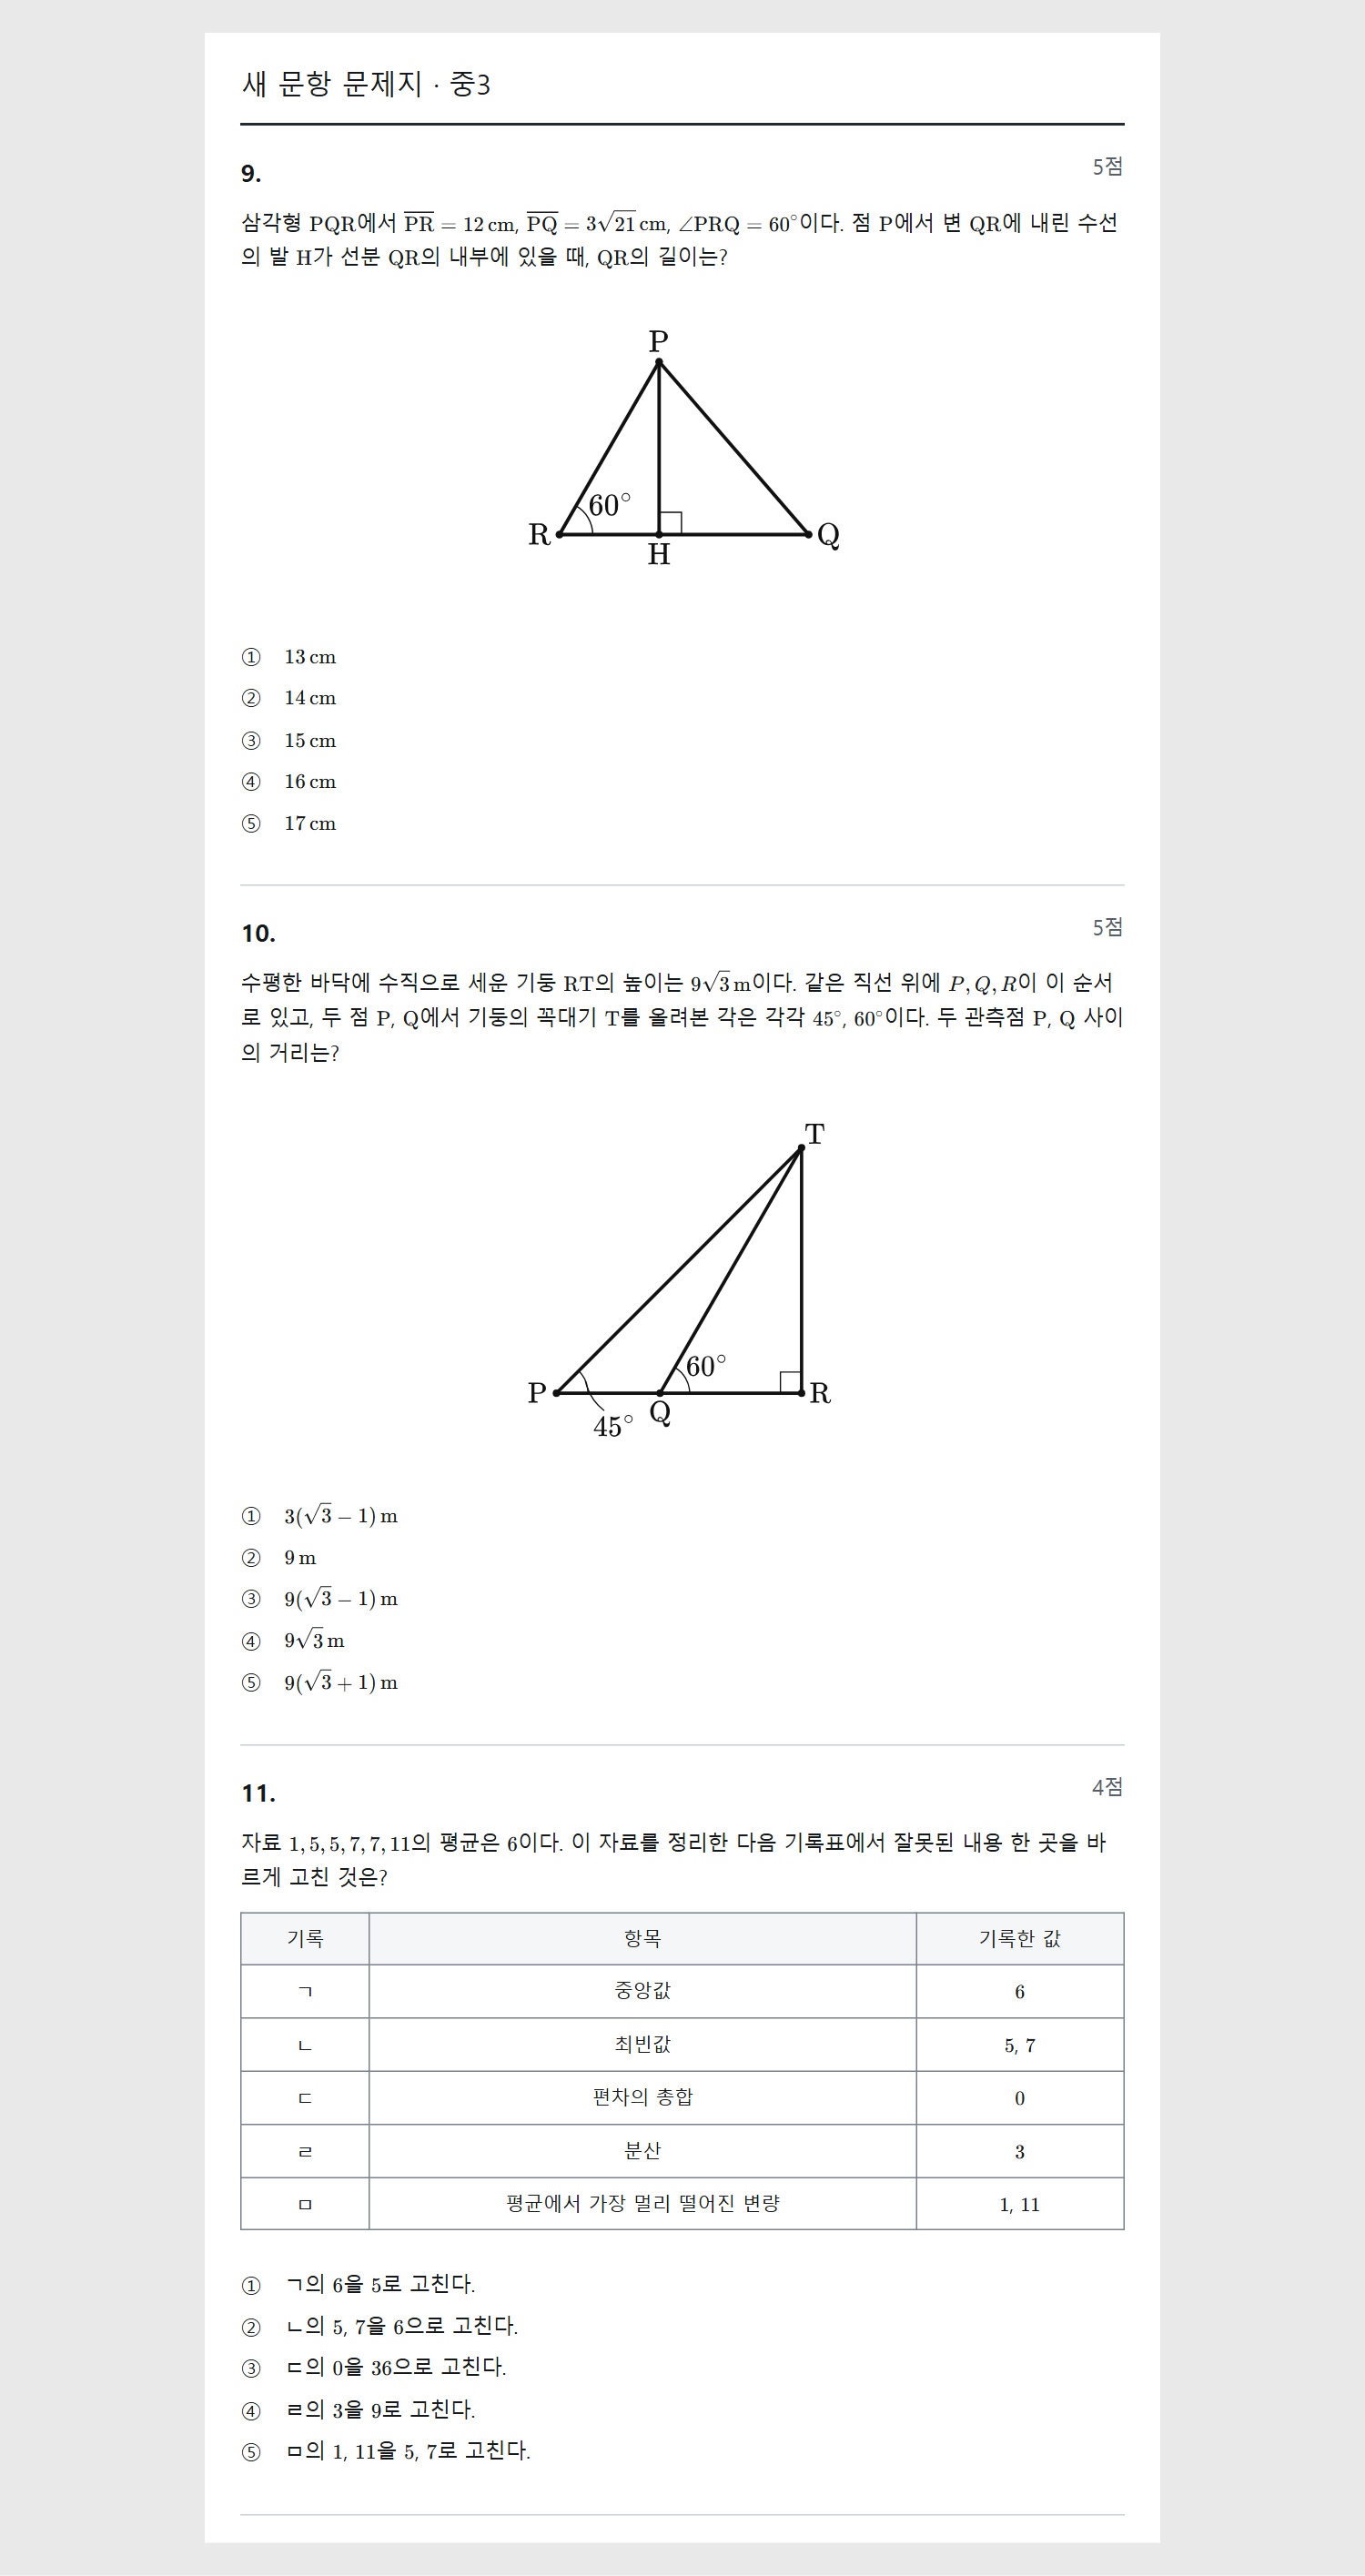 새 문항 문제지 · 중3
9.
5점
삼각형 PQR에서 PR = 12 cm, PQ = 3√21 cm, ∠PRQ = 60°이다. 점 P에서 변 QR에 내린 수선
의 발 H가 선분 QR의 내부에 있을 때, QR의 길이는?
P
60°
R
H
Q
① 13 cm
② 14 cm
③ 15 cm
④ 16 cm
⑤ 17 cm
10.
5점
수평한 바닥에 수직으로 세운 기둥 RT의 높이는 9√3 m이다. 같은 직선 위에 P, Q, R이 이 순서
로 있고, 두 점 P, Q에서 기둥의 꼭대기 T를 올려본 각은 각각 45°, 60°이다. 두 관측점 P, Q 사이
의 거리는?
T
60°
P
R
45°
Q
① 3(√3 − 1) m
② 9 m
③ 9(√3 − 1) m
④ 9√3 m
⑤ 9(√3 + 1) m
11.
4점
자료 1, 5, 5, 7, 7, 11의 평균은 6이다. 이 자료를 정리한 다음 기록표에서 잘못된 내용 한 곳을 바
르게 고친 것은?
기록 항목 기록한 값
ㄱ 중앙값 6
ㄴ 최빈값 5, 7
ㄷ 편차의 총합 0
ㄹ 분산 3
ㅁ 평균에서 가장 멀리 떨어진 변량 1, 11
① ㄱ의 6을 5로 고친다.
② ㄴ의 5, 7을 6으로 고친다.
③ ㄷ의 0을 36으로 고친다.
④ ㄹ의 3을 9로 고친다.
⑤ ㅁ의 1, 11을 5, 7로 고친다.